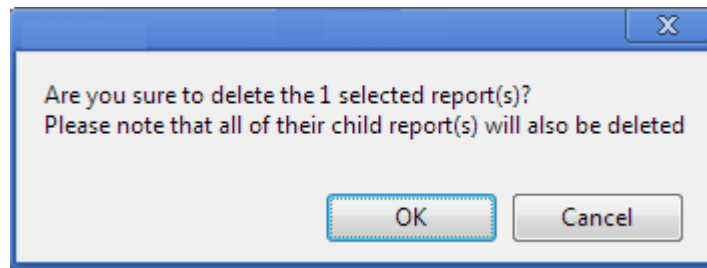 Are you sure to delete the 1 selected report(s)?
Please note that all of their child report(s) will also be deleted
OK
Cancel